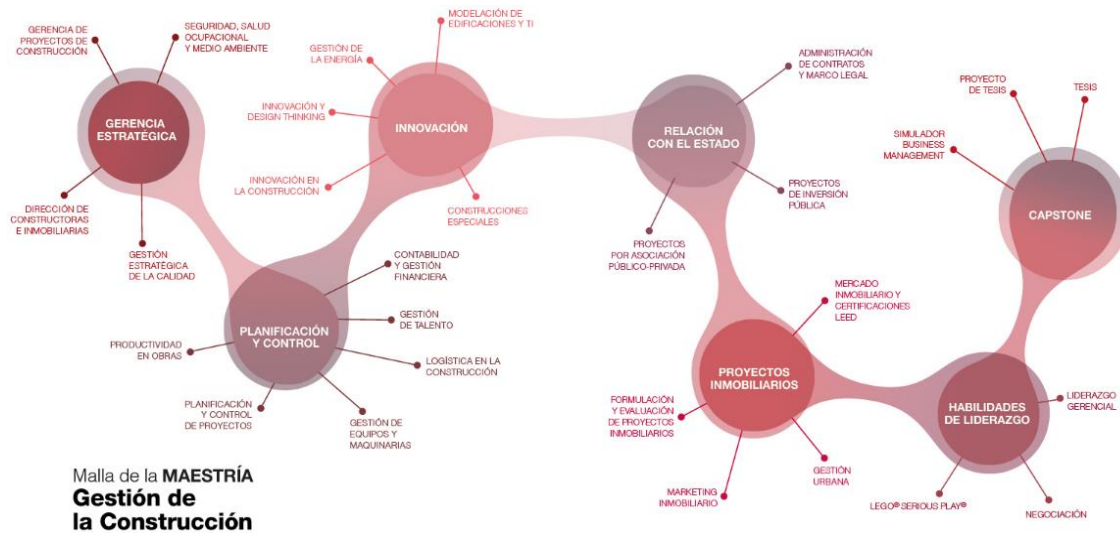 GERENCIA DE
PROYECTOS DE
CONSTRUCCIÓN
SEGURIDAD, SALUD
OCUPACIONAL
Y MEDIO AMBIENTE
GERENCIA
ESTRATÉGICA
DIRECCIÓN DE
CONSTRUCTORAS
E INMOBILIARIAS
GESTIÓN
ESTRATÉGICA
DE LA CALIDAD
PLANIFICACIÓN
Y CONTROL
CONTABILIDAD
Y GESTIÓN
FINANCIERA
GESTIÓN
DE TALENTO
LOGÍSTICA EN LA
CONSTRUCCIÓN
GESTIÓN DE
EQUIPOS Y
MAQUINARIAS
PLANIFICACIÓN
Y CONTROL
DE PROYECTOS
PRODUCTIVIDAD
EN OBRAS
MODELACIÓN DE
EDIFICACIONES Y TI
GESTIÓN DE
LA ENERGÍA
INNOVACIÓN Y
DESIGN THINKING
INNOVACIÓN EN
LA CONSTRUCCIÓN
INNOVACIÓN
CONSTRUCCIONES
ESPECIALES
RELACIÓN
CON EL ESTADO
ADMINISTRACIÓN
DE CONTRATOS
Y MARCO LEGAL
PROYECTOS
DE INVERSIÓN
PÚBLICA
PROYECTOS
POR ASOCIACIÓN
PÚBLICO-PRIVADA
PROYECTOS
INMOBILIARIOS
MERCADO
INMOBILIARIO Y
CERTIFICACIONES
LEED
FORMULACIÓN
Y EVALUACIÓN
DE PROYECTOS
INMOBILIARIOS
MARKETING
INMOBILIARIO
GESTIÓN
URBANA
HABILIDADES
DE LIDERAZGO
LIDERAZGO
GERENCIAL
LEGO® SERIOUS PLAY®
NEGOCIACIÓN
CAPSTONE
PROYECTO
DE TESIS
TESIS
SIMULADOR
BUSINESS
MANAGEMENT
Malla de la MAESTRÍA
Gestión de
la Construcción